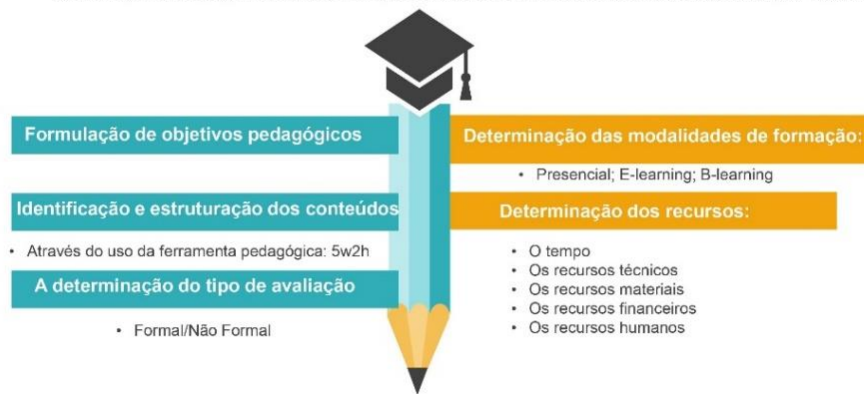 Formulação de objetivos pedagógicos
Identificação e estruturação dos conteúdos
• Através do uso da ferramenta pedagógica: 5w2h
A determinação do tipo de avaliação
• Formal/Não Formal
Determinação das modalidades de formação:
• Presencial; E-learning; B-learning
Determinação dos recursos:
• O tempo
• Os recursos técnicos
• Os recursos materiais
• Os recursos financeiros
• Os recursos humanos